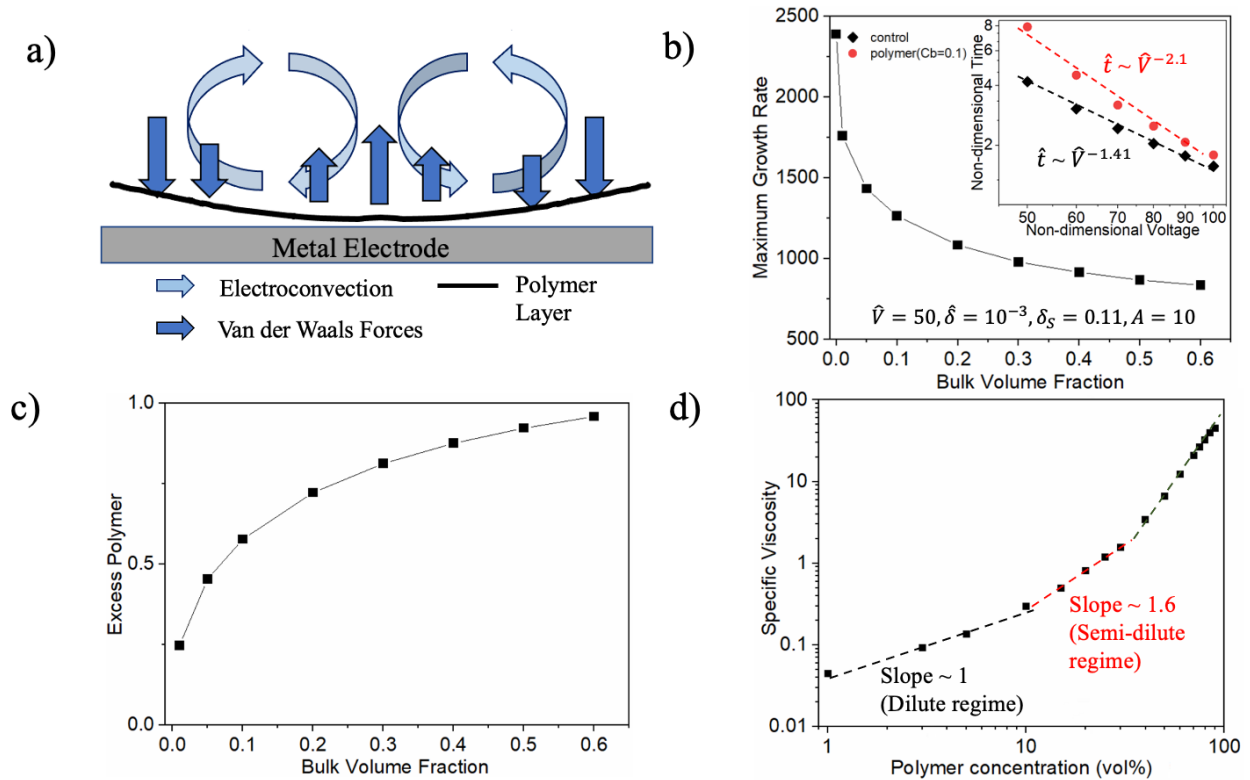 a)
Metal Electrode
Electroconvection
Polymer
Layer
Van der Waals Forces
b)
Maximum Growth Rate
2500
2250
2000
1750
1500
1250
1000
750
500
0.0 0.1 0.2 0.3 0.4 0.5 0.6
Bulk Volume Fraction
V̂ = 50, δ̂ = 10⁻³, δ_S = 0.11, A = 10
control
polymer(Cb=0.1)
Non-dimensional Time
8
6
4
2
t̂ ~ V̂^−2.1
t̂ ~ V̂^−1.41
50 60 70 80 90 100
Non-dimensional Voltage
c)
Excess Polymer
1.0
0.5
0.0
0.0 0.1 0.2 0.3 0.4 0.5 0.6
Bulk Volume Fraction
d)
Specific Viscosity
100
10
1
0.1
0.01
Slope ~ 1.6
(Semi-dilute
regime)
Slope ~ 1
(Dilute regime)
1 10 100
Polymer concentration (vol%)